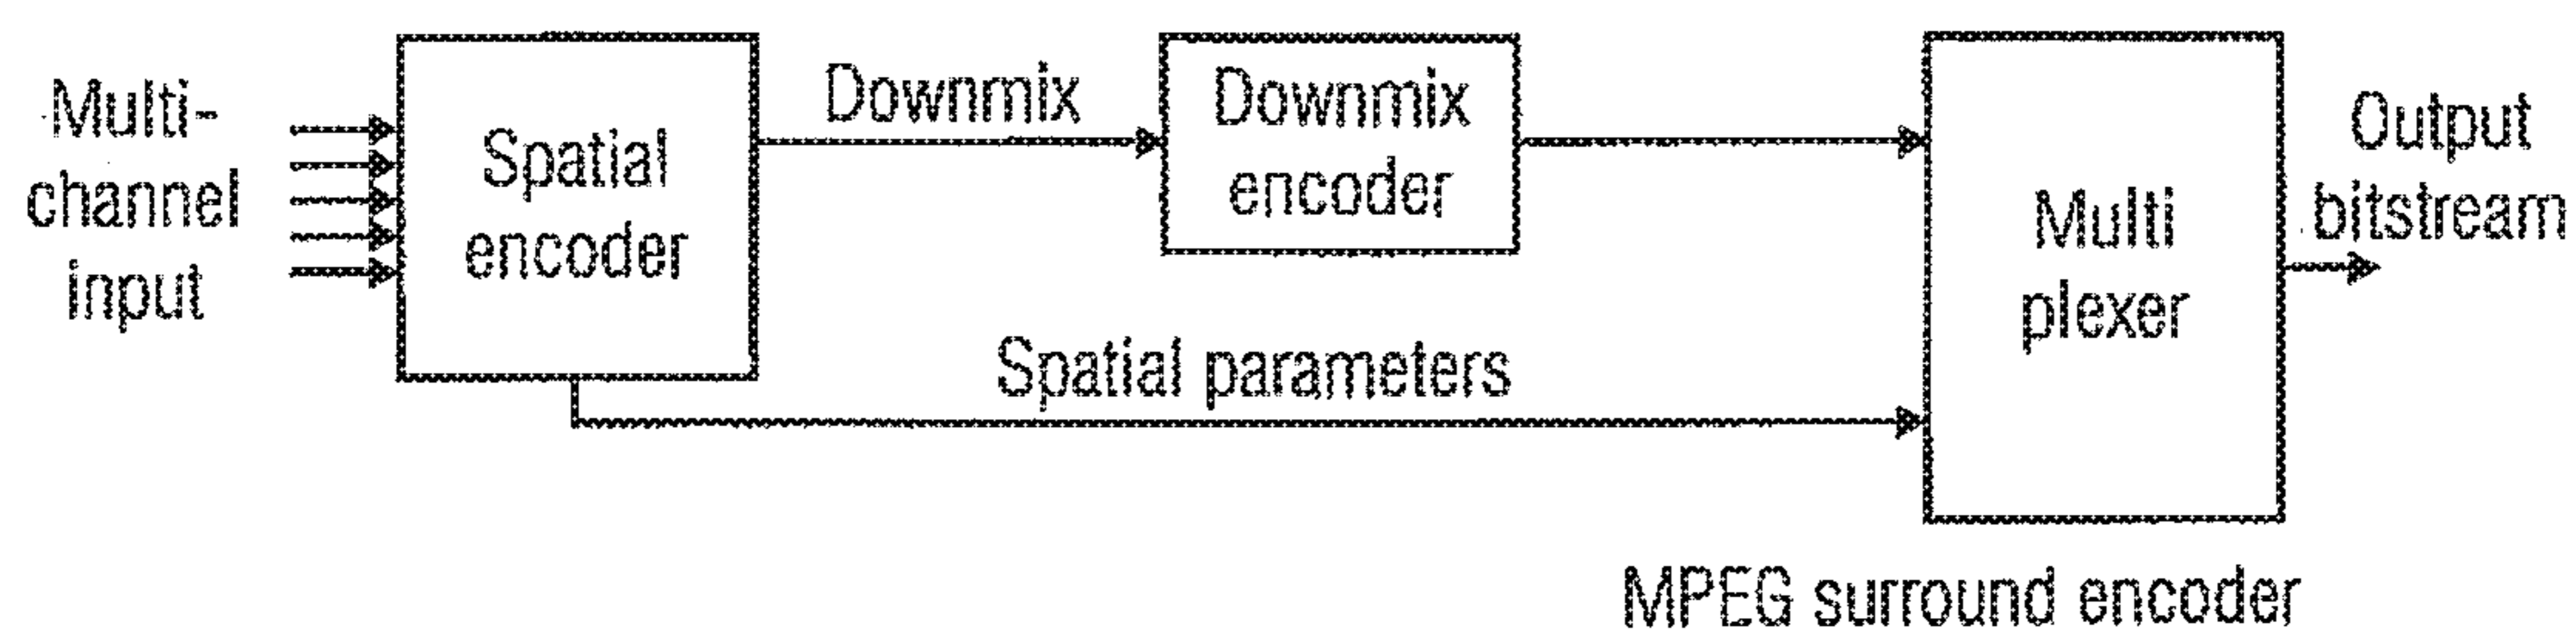 Multi-
channel
input
Spatial
encoder
Downmix
Downmix
encoder
Spatial parameters
Multi
plexer
Output
bitstream
MPEG surround encoder